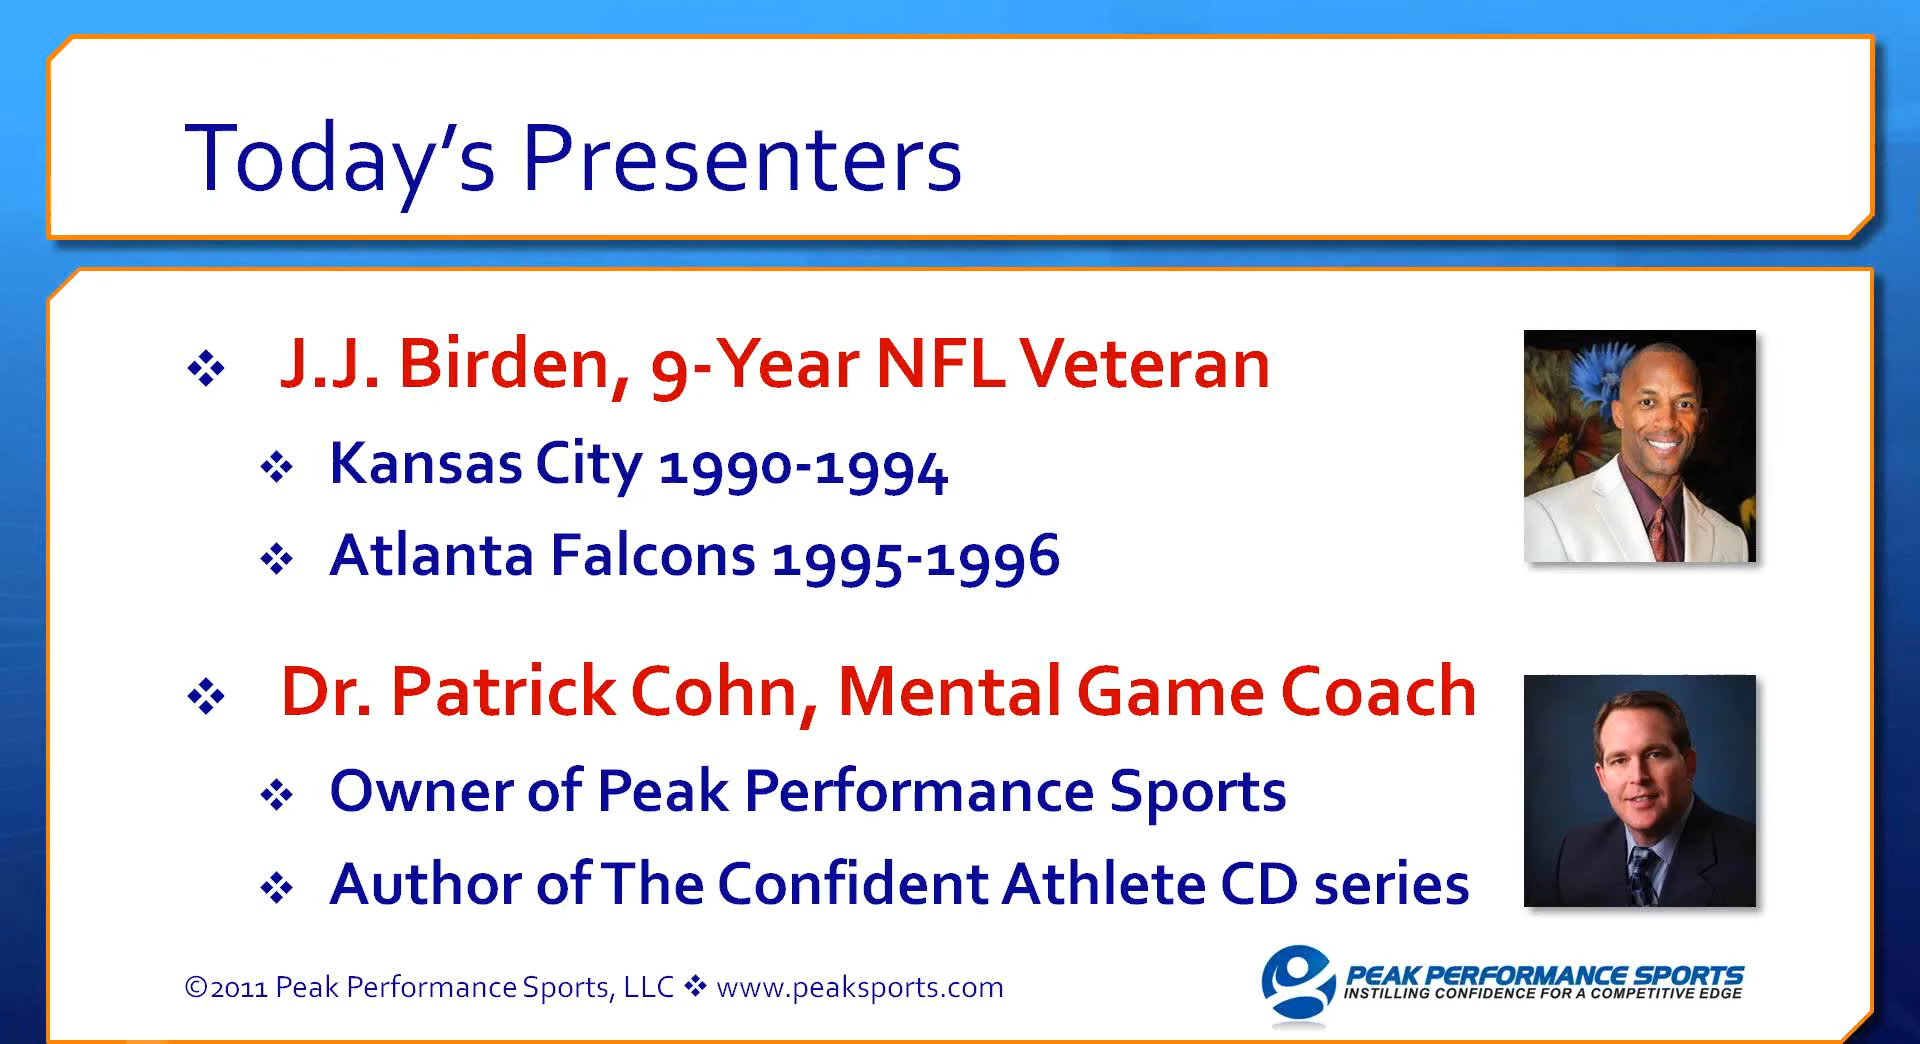 Today’s Presenters
❖ J.J. Birden, 9-Year NFL Veteran
❖ Kansas City 1990-1994
❖ Atlanta Falcons 1995-1996
❖ Dr. Patrick Cohn, Mental Game Coach
❖ Owner of Peak Performance Sports
❖ Author of The Confident Athlete CD series
©2011 Peak Performance Sports, LLC ❖ www.peaksports.com
PEAK PERFORMANCE SPORTS
INSTILLING CONFIDENCE FOR A COMPETITIVE EDGE